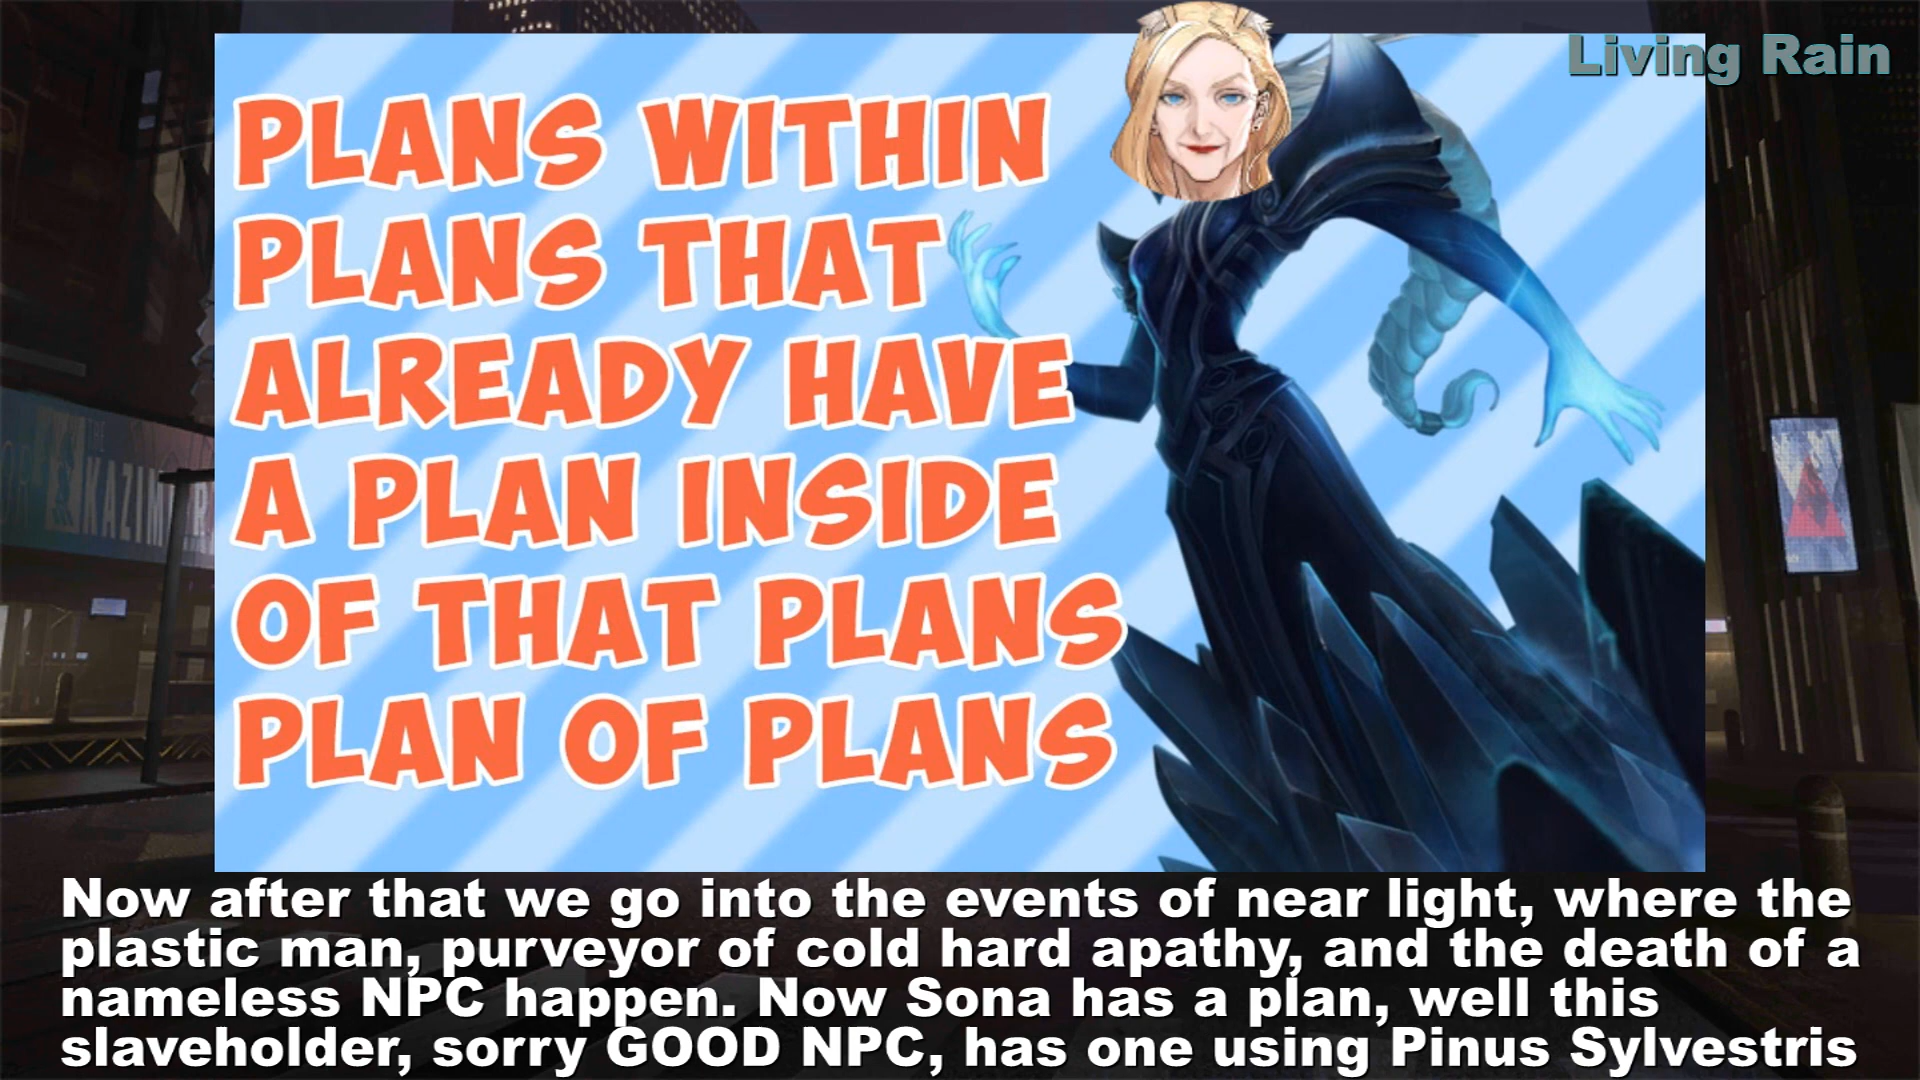 Living Rain
PLANS WITHIN
PLANS THAT
ALREADY HAVE
A PLAN INSIDE
OF THAT PLANS
PLAN OF PLANS
KAZIM
Now after that we go into the events of near light, where the
plastic man, purveyor of cold hard apathy, and the death of a
nameless NPC happen. Now Sona has a plan, well this
slaveholder, sorry GOOD NPC, has one using Pinus Sylvestris